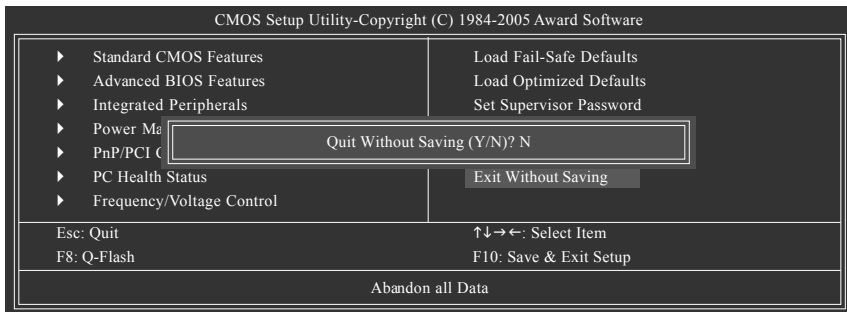 CMOS Setup Utility-Copyright (C) 1984-2005 Award Software
Standard CMOS Features
Advanced BIOS Features
Integrated Peripherals
Power
PnP/PCI
PC Health Status
Frequency/Voltage Control
Load Fail-Safe Defaults
Load Optimized Defaults
Set Supervisor Password
Exit Without Saving
Quit Without Saving (Y/N)? N
Esc: Quit
↑↓→←: Select Item
F8: Q-Flash
F10: Save & Exit Setup
Abandon all Data